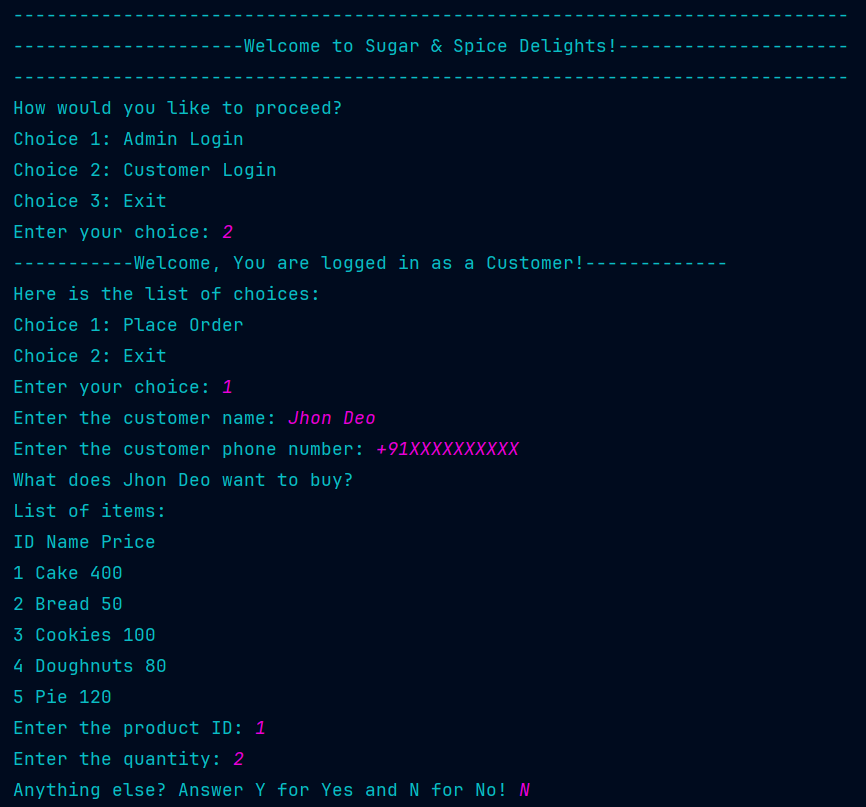 ----------------------------------------------------------------------------
---------------------Welcome to Sugar & Spice Delights!---------------------
----------------------------------------------------------------------------
How would you like to proceed?
Choice 1: Admin Login
Choice 2: Customer Login
Choice 3: Exit
Enter your choice: 2
-----------Welcome, You are logged in as a Customer!-------------
Here is the list of choices:
Choice 1: Place Order
Choice 2: Exit
Enter your choice: 1
Enter the customer name: Jhon Deo
Enter the customer phone number: +91XXXXXXXXXX
What does Jhon Deo want to buy?
List of items:
ID Name Price
1 Cake 400
2 Bread 50
3 Cookies 100
4 Doughnuts 80
5 Pie 120
Enter the product ID: 1
Enter the quantity: 2
Anything else? Answer Y for Yes and N for No! N